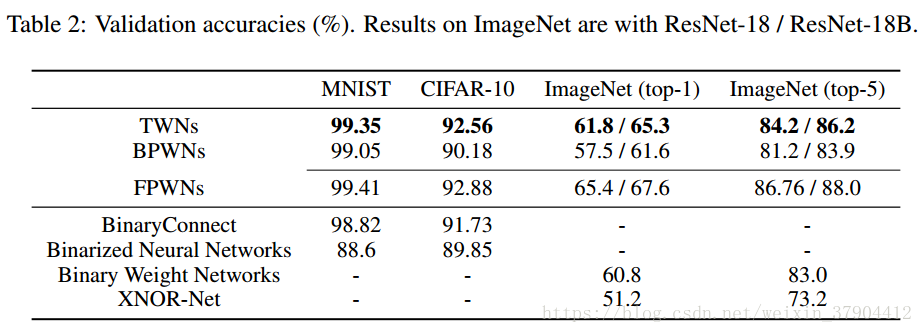 Table 2: Validation accuracies (%). Results on ImageNet are with ResNet-18 / ResNet-18B.
MNIST CIFAR-10 ImageNet (top-1) ImageNet (top-5)
TWNs 99.35 92.56 61.8 / 65.3 84.2 / 86.2
BPWNs 99.05 90.18 57.5 / 61.6 81.2 / 83.9
FPWNs 99.41 92.88 65.4 / 67.6 86.76 / 88.0
BinaryConnect 98.82 91.73 - -
Binarized Neural Networks 88.6 89.85 - -
Binary Weight Networks - - 60.8 83.0
XNOR-Net - - 51.2 73.2
https://blog.csdn.net/weixin_37904412